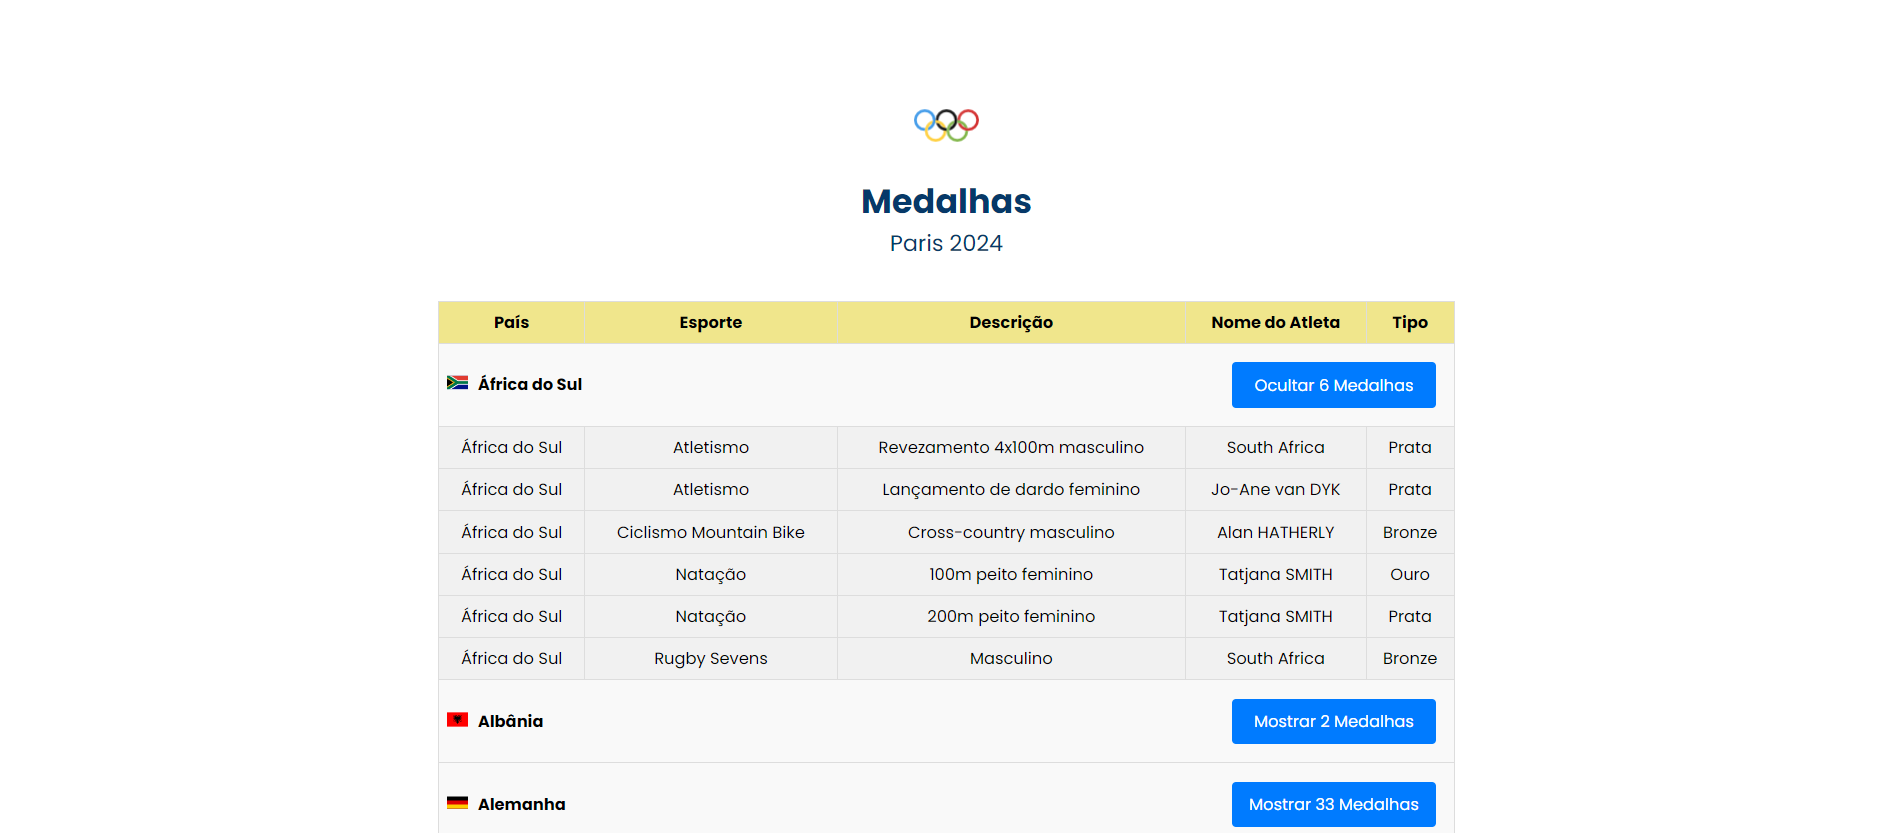 Medalhas
Paris 2024
País Esporte Descrição Nome do Atleta Tipo
África do Sul Ocultar 6 Medalhas
África do Sul Atletismo Revezamento 4x100m masculino South Africa Prata
África do Sul Atletismo Lançamento de dardo feminino Jo-Ane van DYK Prata
África do Sul Ciclismo Mountain Bike Cross-country masculino Alan HATHERLY Bronze
África do Sul Natação 100m peito feminino Tatjana SMITH Ouro
África do Sul Natação 200m peito feminino Tatjana SMITH Prata
África do Sul Rugby Sevens Masculino South Africa Bronze
Albânia Mostrar 2 Medalhas
Alemanha Mostrar 33 Medalhas